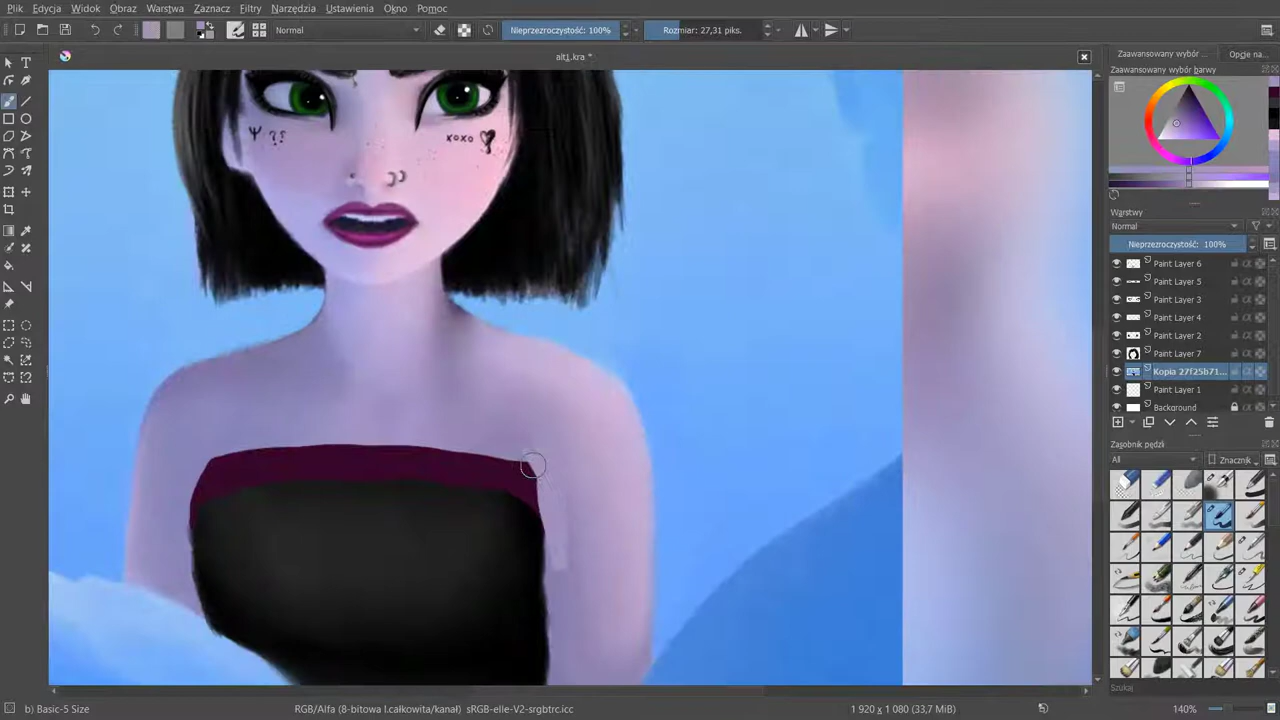 Plik Edycja Widok Obraz Warstwa Zaznacz Filtry Narzędzia Ustawienia Okno Pomoc
Normal
Nieprzezroczystość: 100%
Rozmiar: 27,31 piks.
alt1.kra *
Zaawansowany wybór ...
Opcje na...
Zaawansowany wybór barwy
xoxo
Warstwy
Normal
Nieprzezroczystość: 100%
Paint Layer 6
Paint Layer 5
Paint Layer 3
Paint Layer 4
Paint Layer 2
Paint Layer 7
Kopia 27f25b71...
Paint Layer 1
Background
Zasobnik pędzli
All
Znacznik
Szukaj
b) Basic-5 Size
RGB/Alfa (8-bitowa l.całkowita/kanał) sRGB-elle-V2-srgbtrc.icc
1 920 x 1 080 (33,7 MiB)
140%